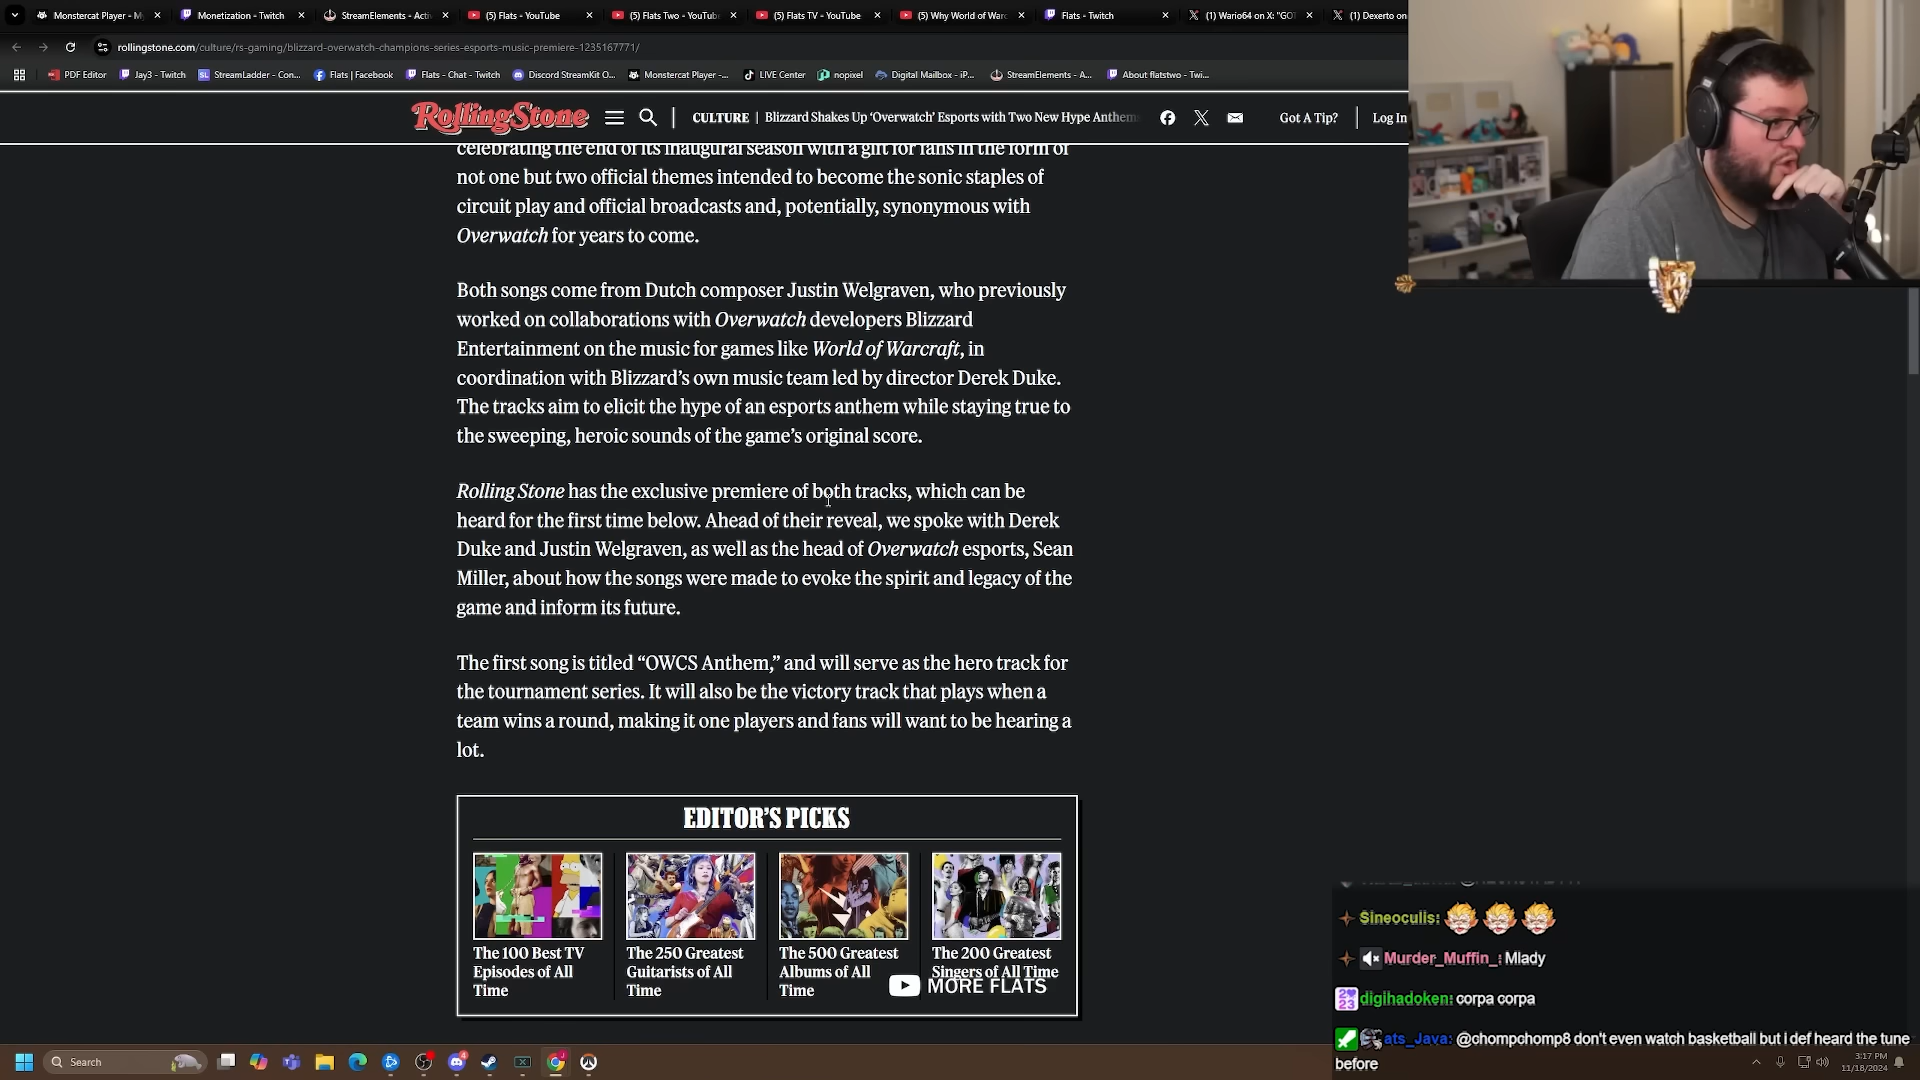 Monstercat Player - M
Monetization - Twitch
StreamElements - Activ
(5) Flats - YouTube
(5) Flats Two - YouTub
(5) Flats TV - YouTube
(5) Why World of War
Flats - Twitch
(1) Wario64 on X: "GO
(1) Dexerto on
rollingstone.com/culture/rs-gaming/blizzard-overwatch-champions-series-esports-music-premiere-1235167771/
PDF Editor
Jay3 - Twitch
StreamLadder - Con...
Flats | Facebook
Flats - Chat - Twitch
Discord StreamKit O...
Monstercat Player -...
LIVE Center
nopixel
Digital Mailbox - iP...
StreamElements - A...
About flatstwo - Twi...
RollingStone
CULTURE | Blizzard Shakes Up ‘Overwatch’ Esports with Two New Hype Anthem
Got A Tip?
Log In
celebrating the end of its inaugural season with a gift for fans in the form of
not one but two official themes intended to become the sonic staples of
circuit play and official broadcasts and, potentially, synonymous with
Overwatch for years to come.
Both songs come from Dutch composer Justin Welgraven, who previously
worked on collaborations with Overwatch developers Blizzard
Entertainment on the music for games like World of Warcraft, in
coordination with Blizzard’s own music team led by director Derek Duke.
The tracks aim to elicit the hype of an esports anthem while staying true to
the sweeping, heroic sounds of the game’s original score.
Rolling Stone has the exclusive premiere of both tracks, which can be
heard for the first time below. Ahead of their reveal, we spoke with Derek
Duke and Justin Welgraven, as well as the head of Overwatch esports, Sean
Miller, about how the songs were made to evoke the spirit and legacy of the
game and inform its future.
The first song is titled “OWCS Anthem,” and will serve as the hero track for
the tournament series. It will also be the victory track that plays when a
team wins a round, making it one players and fans will want to be hearing a
lot.
EDITOR’S PICKS
The 100 Best TV
Episodes of All
Time
The 250 Greatest
Guitarists of All
Time
The 500 Greatest
Albums of All
Time
The 200 Greatest
Singers of All Time
MORE FLATS
Sineoculis:
Murder_Muffin_: Mlady
digihadoken: corpa corpa
ats_Java: @chompchomp8 don't even watch basketball but i def heard the tune
before
Search
3:17 PM
11/18/2024